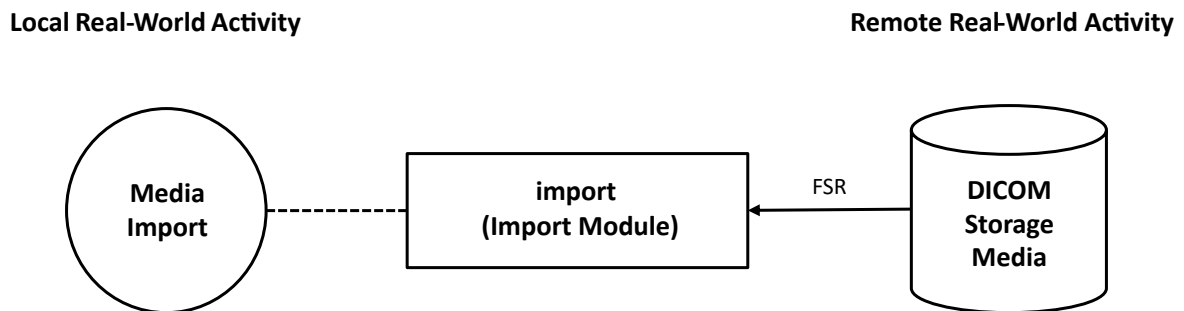 Local Real-World Activity
Remote Real-World Activity
Media
Import
import
(Import Module)
FSR
DICOM
Storage
Media